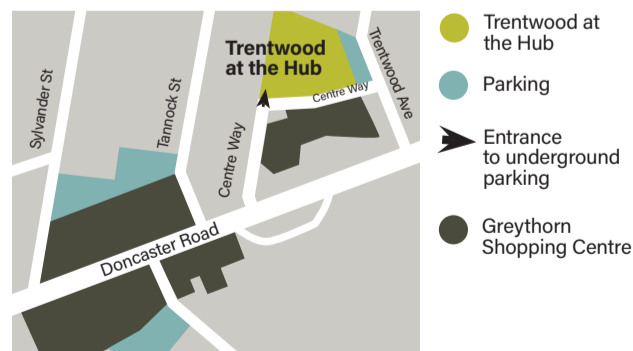 Trentwood
at the Hub
Sylvander St
Tannock St
Centre Way
Centre Way
Trentwood Ave
Doncaster Road
Trentwood at
the Hub
Parking
Entrance
to underground
parking
Greythorn
Shopping Centre